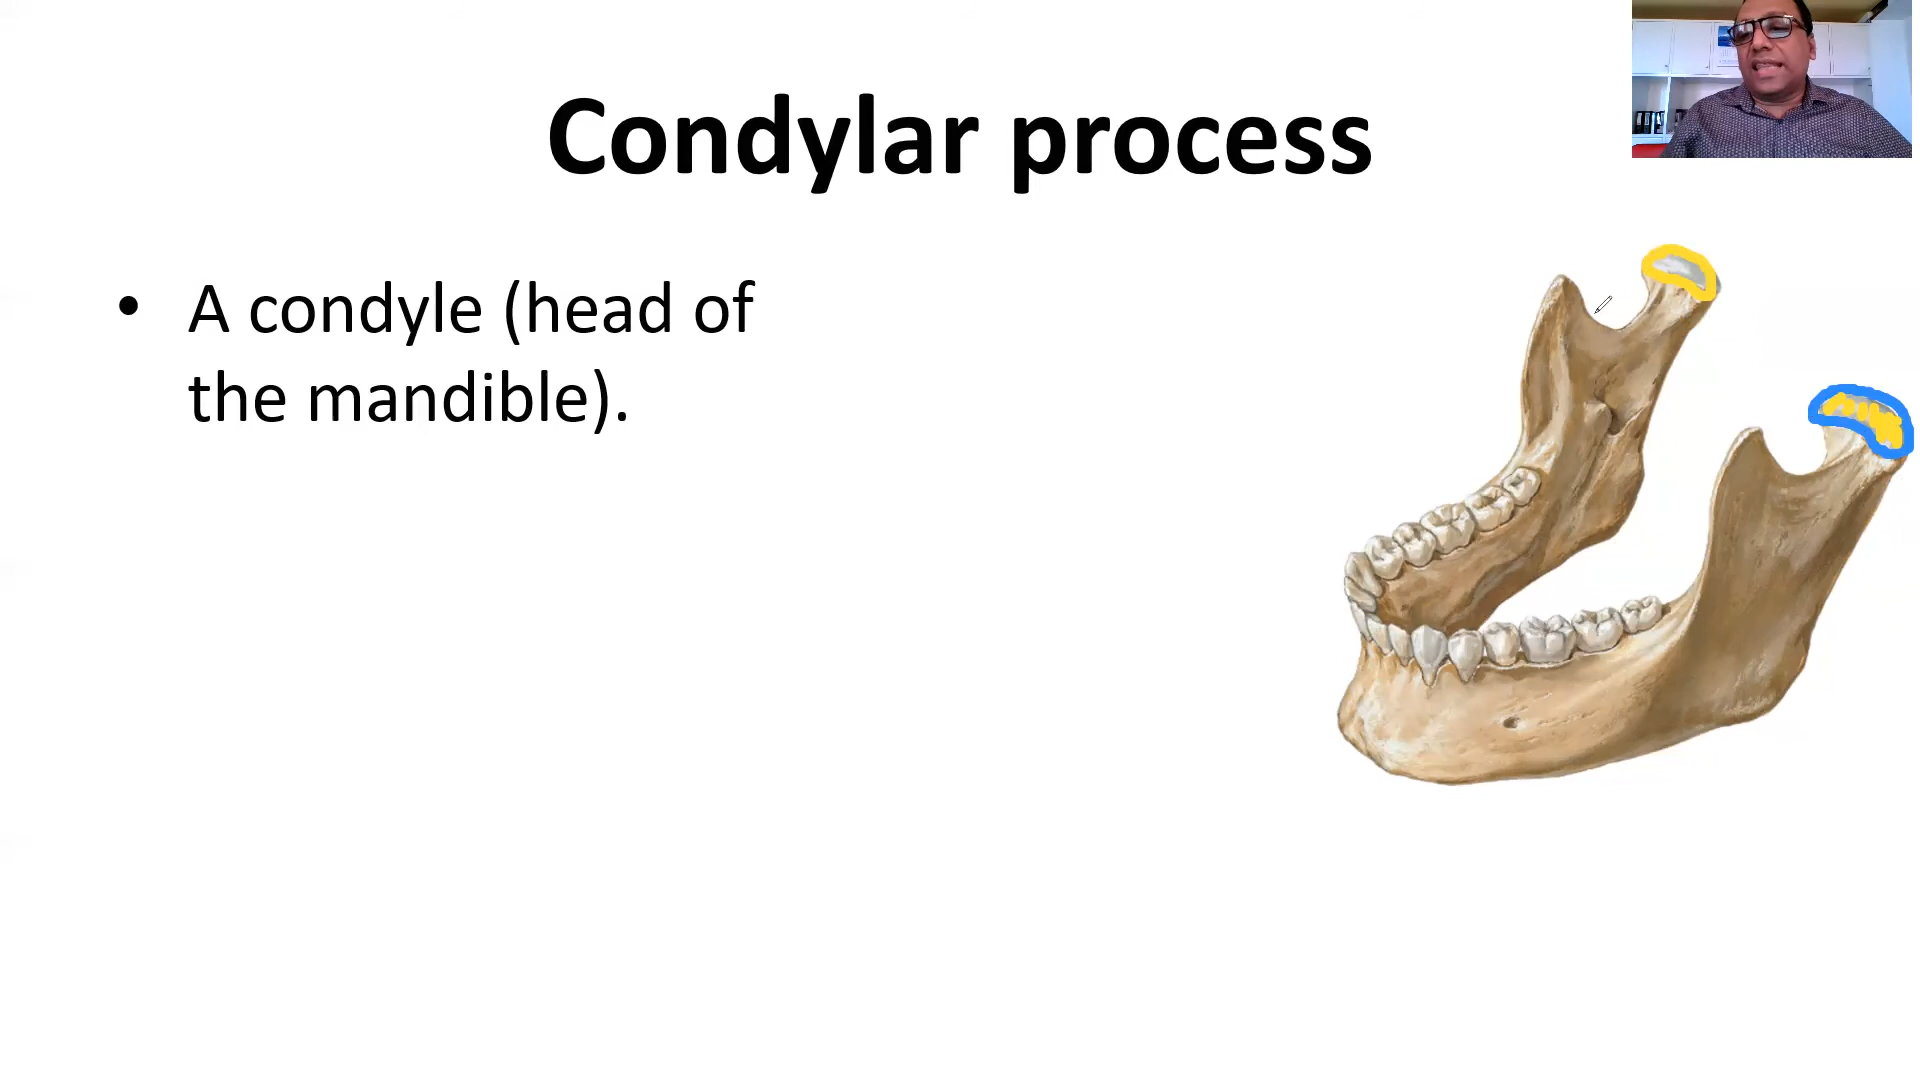 Condylar process
• A condyle (head of
the mandible).